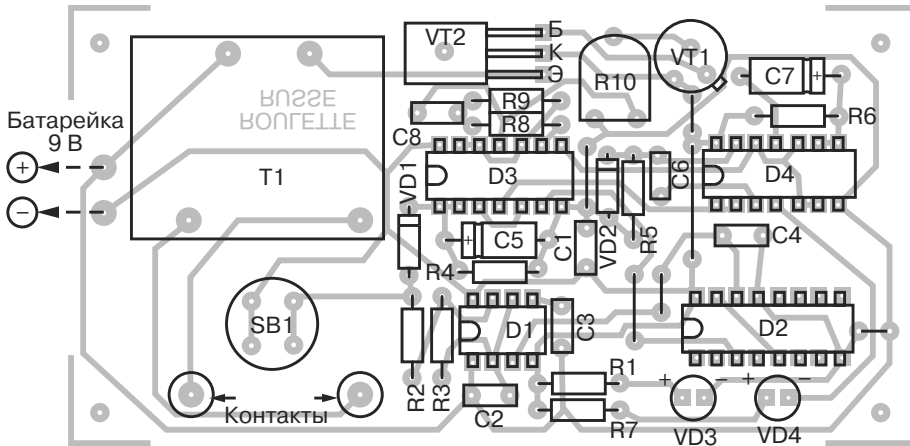 Б
К
Э
VT2
VT1
R10
C7
+
R9
R8
C8
R6
RUSSE
ROULETTE
Батарейка
9 В
+
−
T1
VD1
D3
C6
D4
C5
+
C1
VD2
R5
C4
R4
SB1
D1
C3
D2
R2
R3
C2
R1
R7
+
−
+
−
VD3
VD4
Контакты